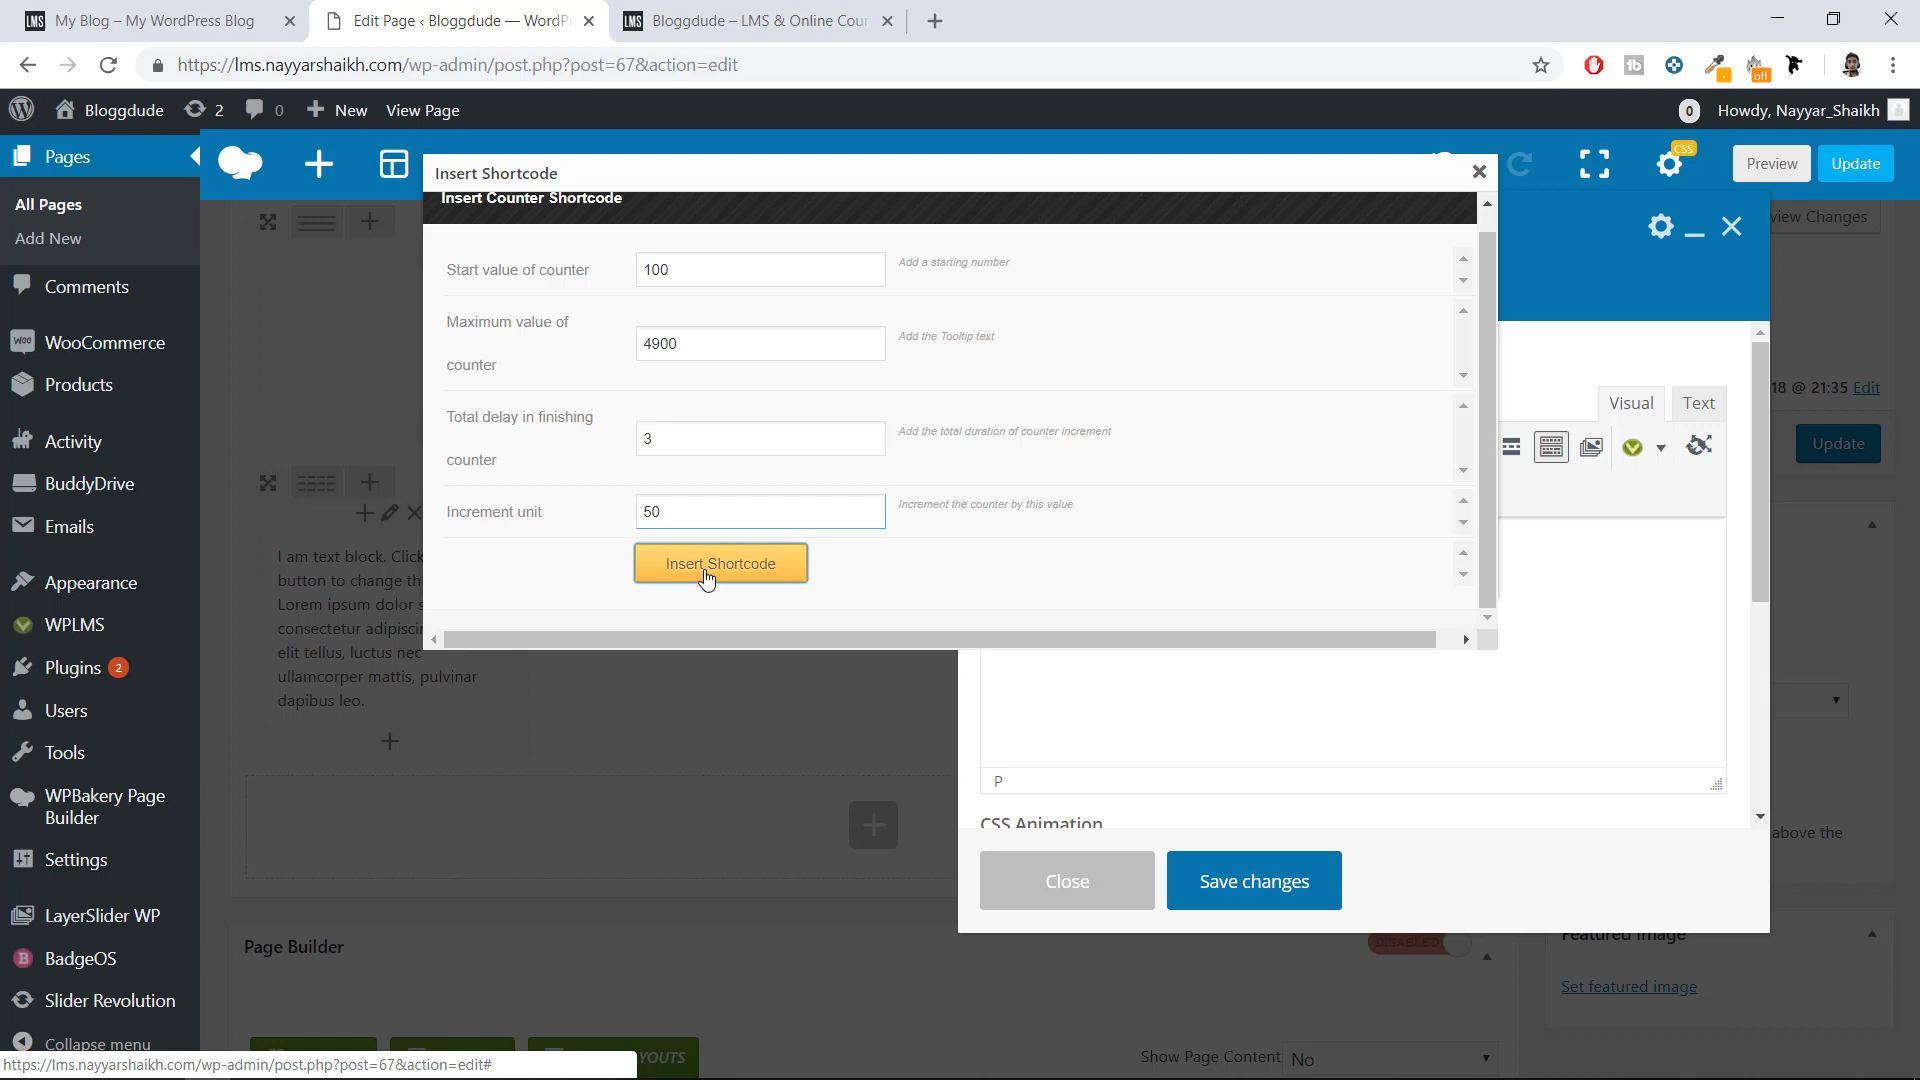 My Blog – My WordPress Blog
Edit Page ‹ Bloggdude — WordP
Bloggdude – LMS & Online Cou
https://lms.nayyarshaikh.com/wp-admin/post.php?post=67&action=edit
off
Bloggdude
2
0
New
View Page
0
Howdy, Nayyar_Shaikh
Pages
All Pages
Add New
Comments
WooCommerce
Products
Activity
BuddyDrive
Emails
Appearance
WPLMS
Plugins 2
Users
Tools
WPBakery Page
Builder
Settings
LayerSlider WP
BadgeOS
Slider Revolution
Collapse menu
CSS
Preview
Update
Insert Shortcode
Insert Counter Shortcode
Start value of counter
100
Add a starting number
Maximum value of
counter
4900
Add the Tooltip text
Total delay in finishing
counter
3
Add the total duration of counter increment
Increment unit
50
Increment the counter by this value
Insert Shortcode
view Changes
18 @ 21:35 Edit
Update
Visual
Text
I am text block. Click
button to change th
Lorem ipsum dolor s
consectetur adipiscin
elit tellus, luctus nec
ullamcorper mattis, pulvinar
dapibus leo.
P
CSS Animation
above the
Close
Save changes
Page Builder
DISABLED
Featured Image
Set featured image
YOUTS
Show Page Content
No
https://lms.nayyarshaikh.com/wp-admin/post.php?post=67&action=edit#